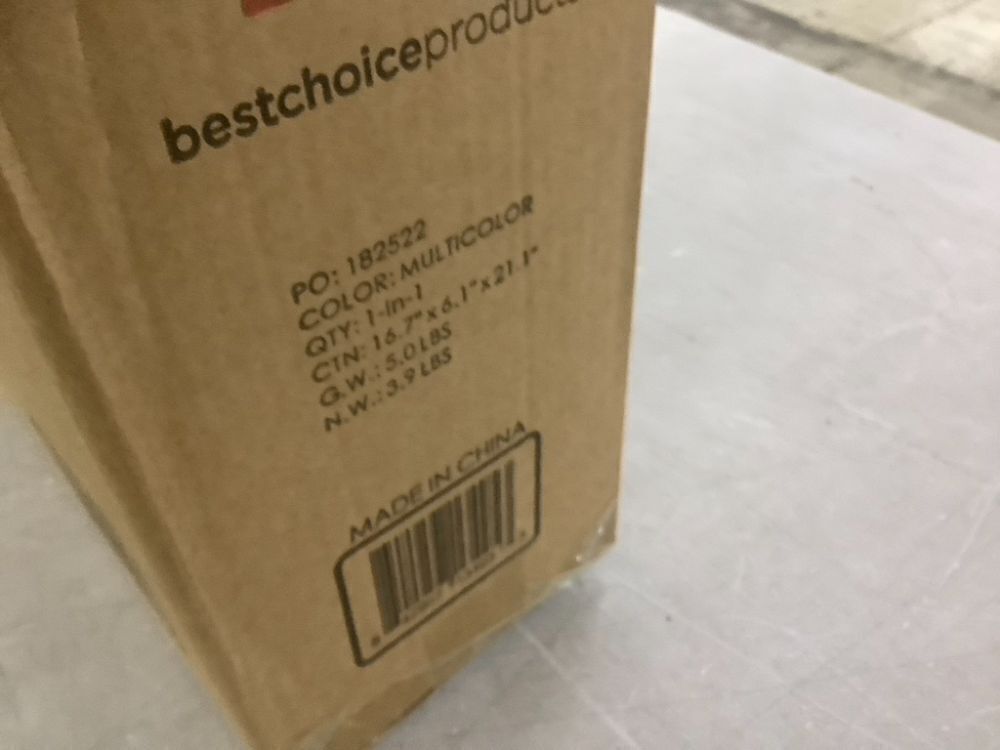 bestchoiceproducts
PO: 182522
COLOR: MULTICOLOR
QTY: 1-In-1
CTN: 16.7"x 6.1"x 21.1"
G.W.: 5.0 LBS
N.W.: 3.9 LBS
MADE IN CHINA